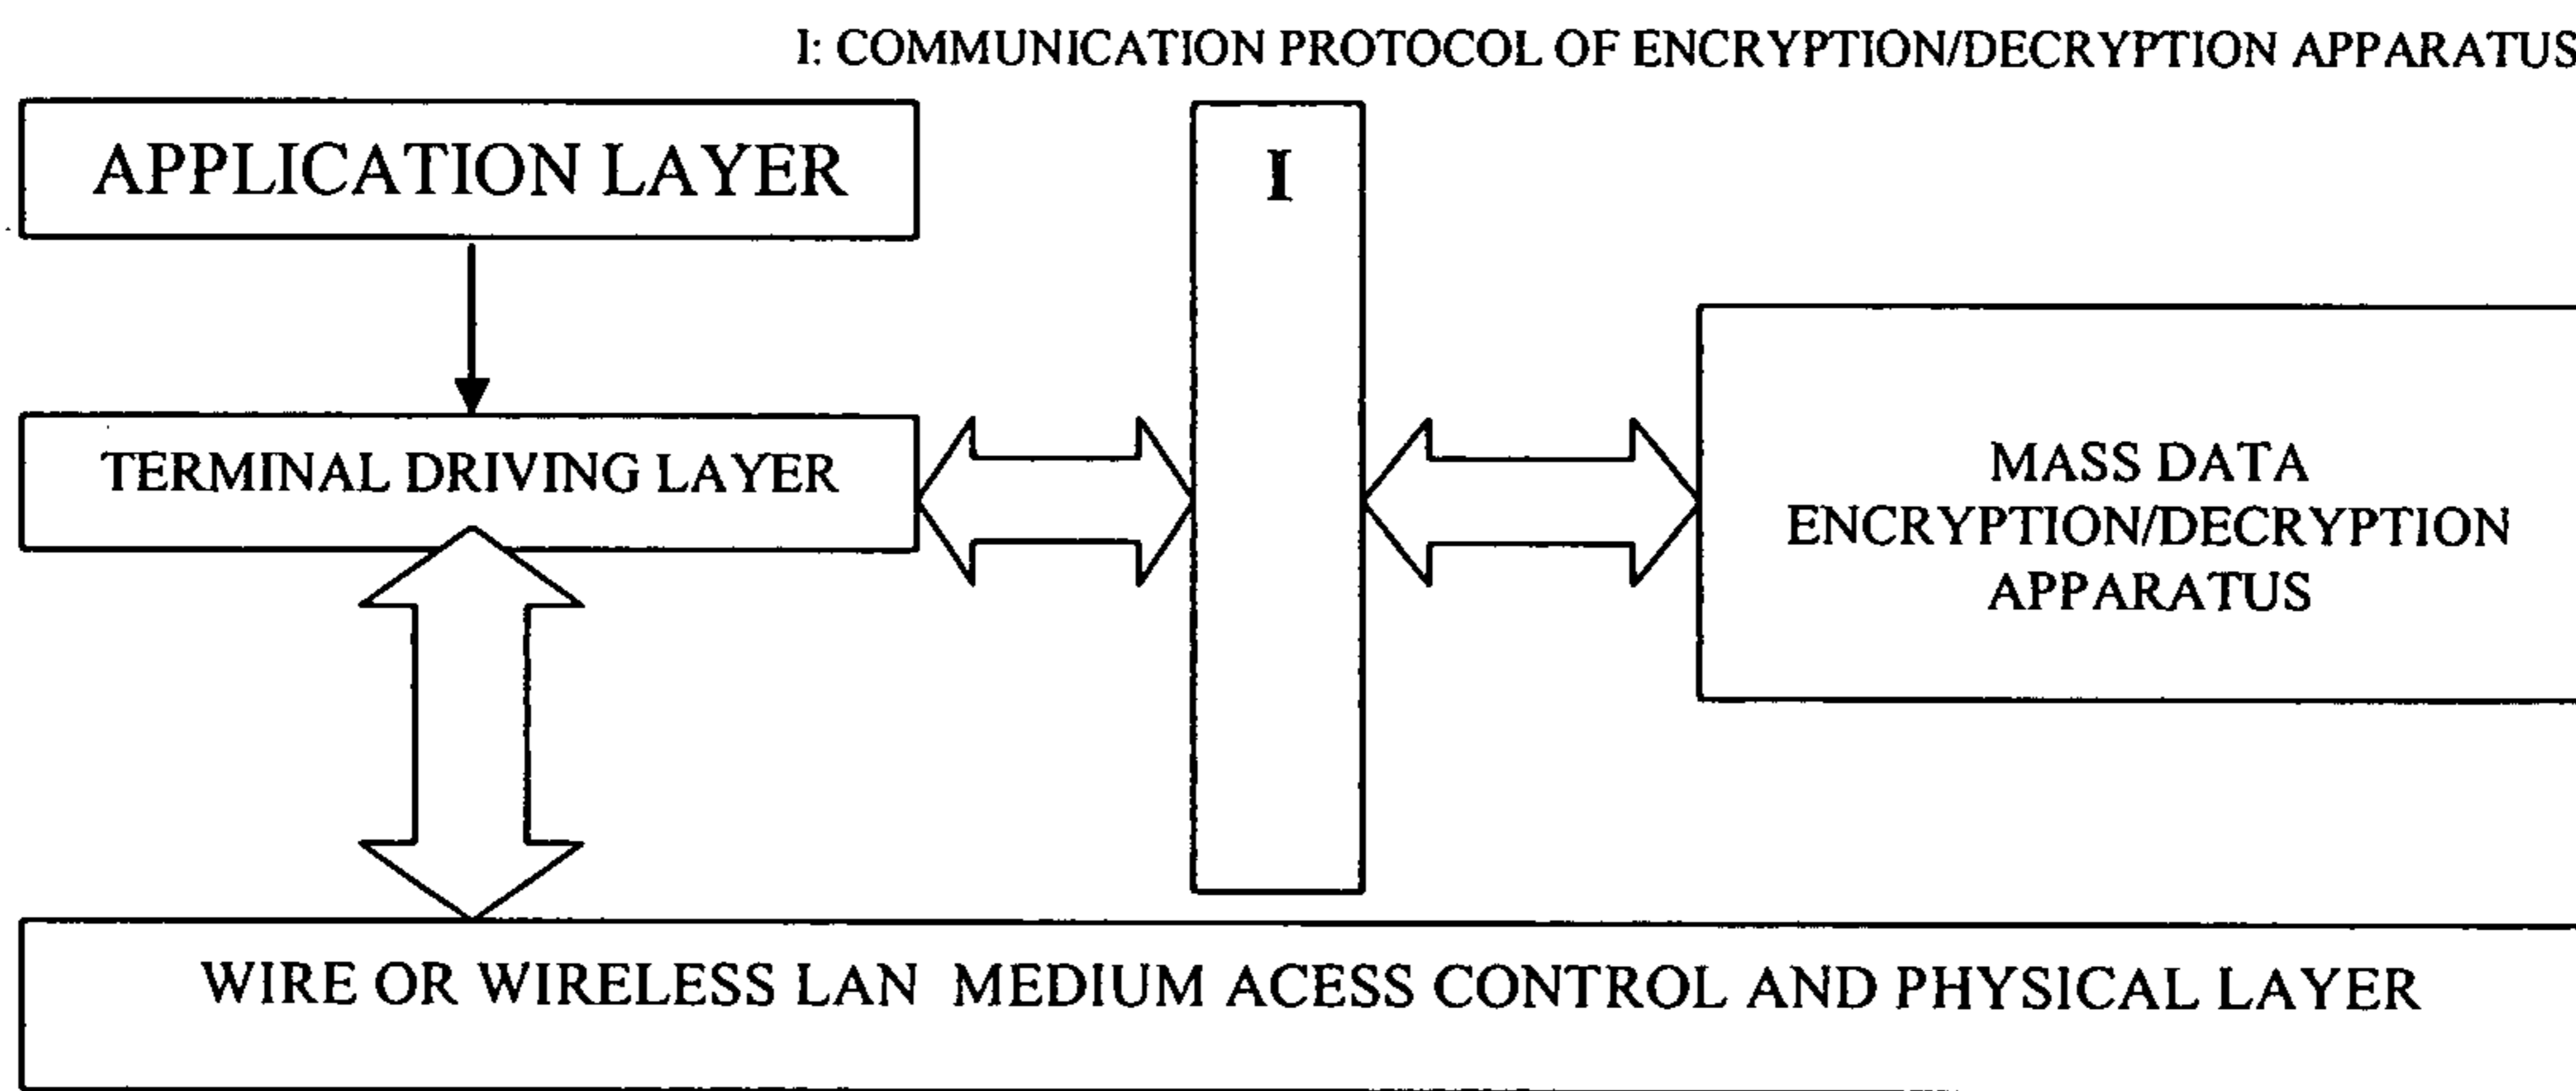 I: COMMUNICATION PROTOCOL OF ENCRYPTION/DECRYPTION APPARATUS
APPLICATION LAYER
I
TERMINAL DRIVING LAYER
MASS DATA
ENCRYPTION/DECRYPTION
APPARATUS
WIRE OR WIRELESS LAN MEDIUM ACESS CONTROL AND PHYSICAL LAYER